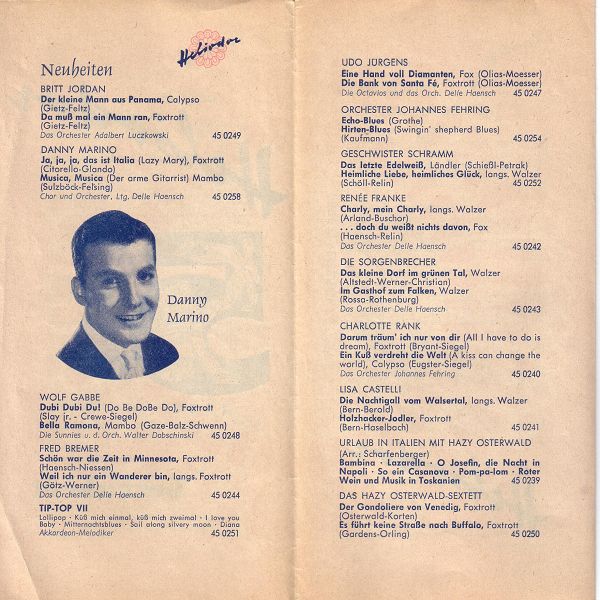 Heliodor
Neuheiten
BRITT JORDAN
Der kleine Mann aus Panama, Calypso
(Gietz-Feltz)
Da muß mal ein Mann ran, Foxtrott
(Gietz-Feltz)
Das Orchester Adalbert Luczkowski 45 0249
DANNY MARINO
Ja, ja, ja, das ist Italia (Lazy Mary), Foxtrott
(Citorella-Glando)
Musica, Musica (Der arme Gitarrist) Mambo
(Sulzböck-Felsing)
Chor und Orchester, Ltg. Delle Haensch 45 0258
Danny
Marino
WOLF GABBE
Dubi Dubi Du! (Do Be DoBe Do), Foxtrott
(Slay jr. - Crewe-Siegel)
Bella Ramona, Mambo (Gaze-Balz-Schwenn)
Die Sunnies u. d. Orch. Walter Dobschinski 45 0248
FRED BREMER
Schön war die Zeit in Minnesota, Foxtrott
(Haensch-Niessen)
Weil ich nur ein Wanderer bin, langs. Foxtrott
(Götz-Werner)
Das Orchester Delle Haensch 45 0244
TIP-TOP VII
Lollipop · Küß mich einmal, küß mich zweimal · I love you
Baby · Mitternachtsblues · Sail along silvery moon · Diana
Akkordeon-Melodiker 45 0251
UDO JÜRGENS
Eine Hand voll Diamanten, Fox (Olias-Moesser)
Die Bank von Santa Fé, Foxtrott (Olias-Moesser)
Die Octavios und das Orch. Delle Haensch 45 0247
ORCHESTER JOHANNES FEHRING
Echo-Blues (Grothe)
Hirten-Blues (Swingin' shepherd Blues)
(Kaufmann) 45 0254
GESCHWISTER SCHRAMM
Das letzte Edelweiß, Ländler (Schießl-Petrak)
Heimliche Liebe, heimliches Glück, langs. Walzer
(Schöll-Relin) 45 0252
RENÉE FRANKE
Charly, mein Charly, langs. Walzer
(Arland-Buschor)
. . . doch du weißt nichts davon, Fox
(Haensch-Relin)
Das Orchester Delle Haensch 45 0242
DIE SORGENBRECHER
Das kleine Dorf im grünen Tal, Walzer
(Altstedt-Werner-Christian)
Im Gasthof zum Falken, Walzer
(Rossa-Rothenburg)
Das Orchester Delle Haensch 45 0243
CHARLOTTE RANK
Darum träum' ich nur von dir (All I have to do is
dream), Foxtrott (Bryant-Siegel)
Ein Kuß verdreht die Welt (A kiss can change the
world), Calypso (Eugster-Siegel)
Das Orchester Johannes Fehring 45 0240
LISA CASTELLI
Die Nachtigall vom Walsertal, langs. Walzer
(Bern-Berold)
Holzhacker-Jodler, Foxtrott
(Bern-Haselbach) 45 0241
URLAUB IN ITALIEN MIT HAZY OSTERWALD
(Arr.: Scharfenberger)
Bambina · Lazarella · O Josefin, die Nacht in
Napoli · So ein Casanova · Pom-pa-lom · Roter
Wein und Musik in Toskanien 45 0239
DAS HAZY OSTERWALD-SEXTETT
Der Gondoliere von Venedig, Foxtrott
(Osterwald-Korten)
Es führt keine Straße nach Buffalo, Foxtrott
(Gardens-Orling) 45 0250